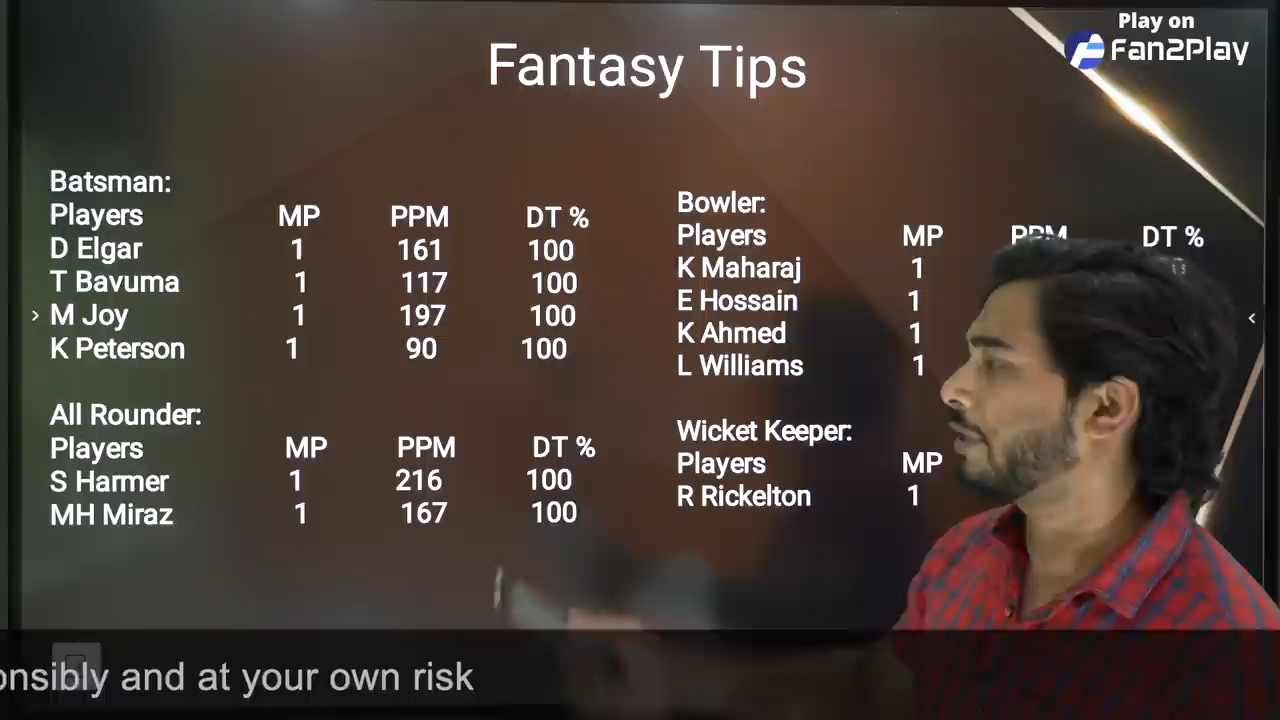 Play on
Fan2Play
Fantasy Tips
Batsman:
Players MP PPM DT %
D Elgar 1 161 100
T Bavuma 1 117 100
M Joy 1 197 100
K Peterson 1 90 100
All Rounder:
Players MP PPM DT %
S Harmer 1 216 100
MH Miraz 1 167 100
Bowler:
Players MP PPM DT %
K Maharaj 1
E Hossain 1
K Ahmed 1
L Williams 1
Wicket Keeper:
Players MP
R Rickelton 1
and at your own risk